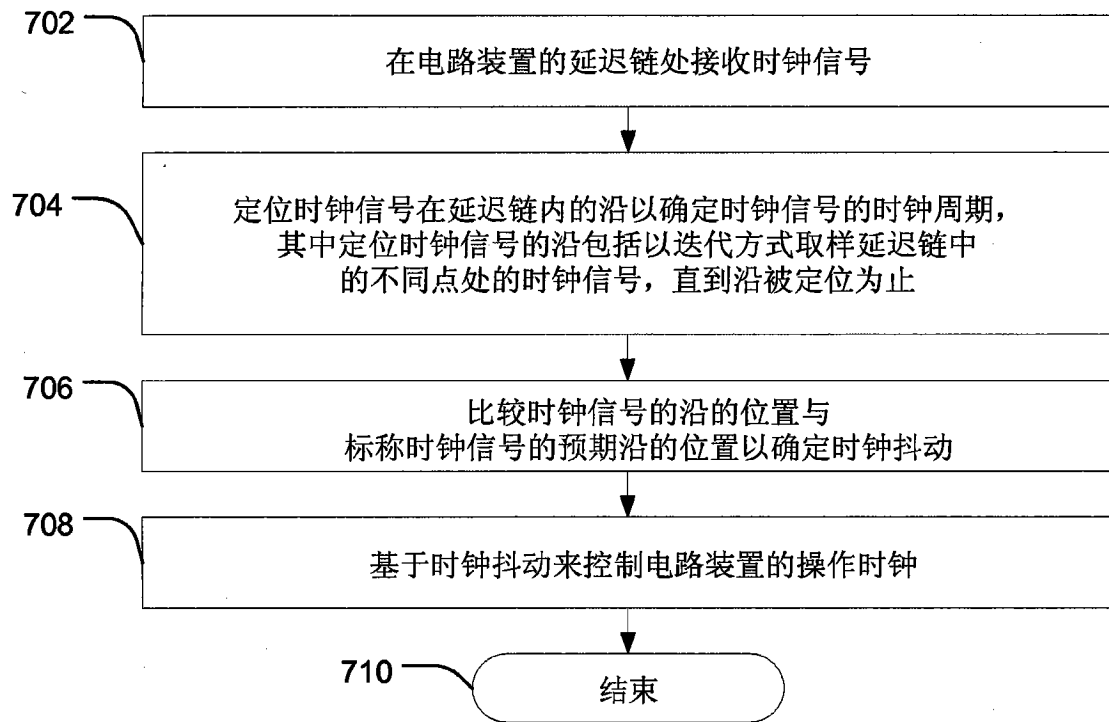 702
在电路装置的延迟链处接收时钟信号
704
定位时钟信号在延迟链内的沿以确定时钟信号的时钟周期，
其中定位时钟信号的沿包括以迭代方式取样延迟链中
的不同点处的时钟信号，直到沿被定位为止
706
比较时钟信号的沿的位置与
标称时钟信号的预期沿的位置以确定时钟抖动
708
基于时钟抖动来控制电路装置的操作时钟
710
结束